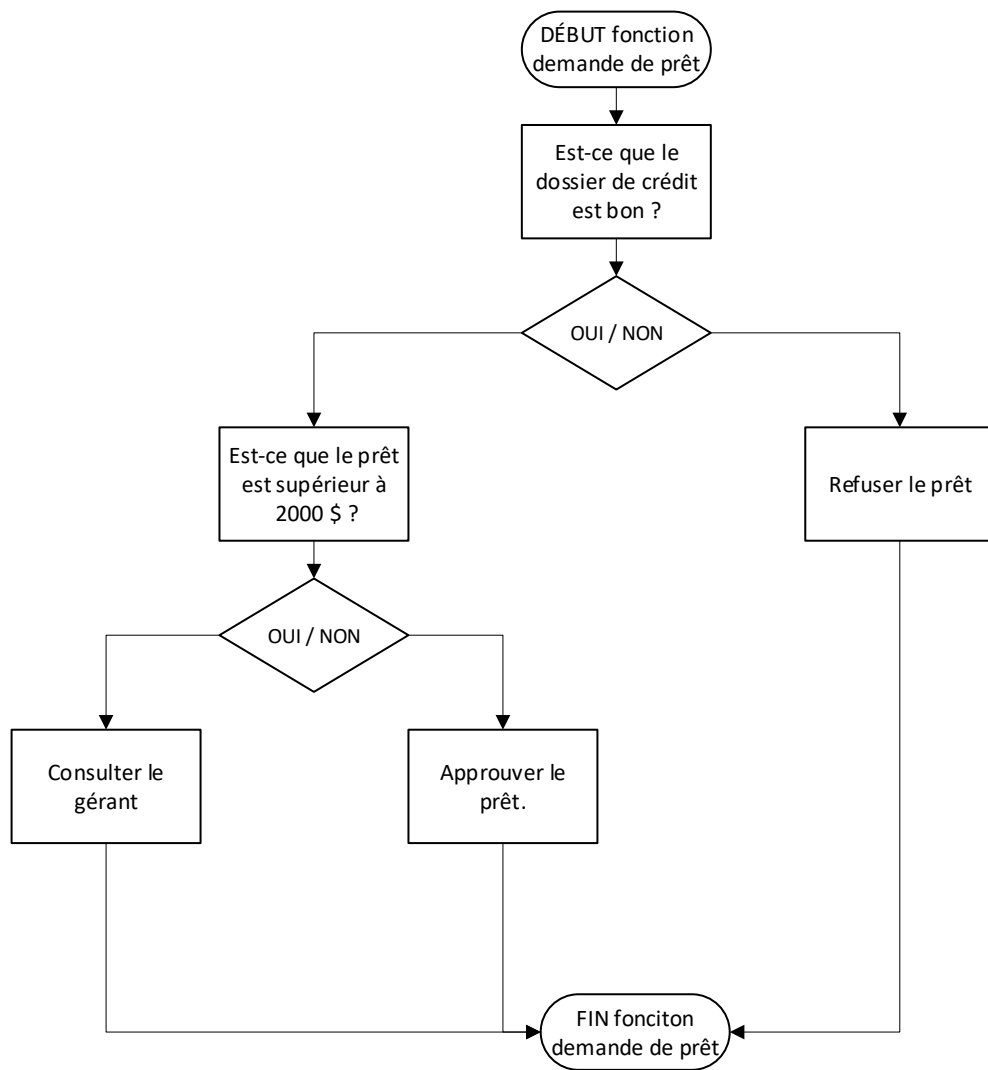 DÉBUT fonction
demande de prêt
Est-ce que le
dossier de crédit
est bon ?
OUI / NON
Est-ce que le prêt
est supérieur à
2000 $ ?
Refuser le prêt
OUI / NON
Consulter le
gérant
Approuver le
prêt.
FIN fonciton
demande de prêt